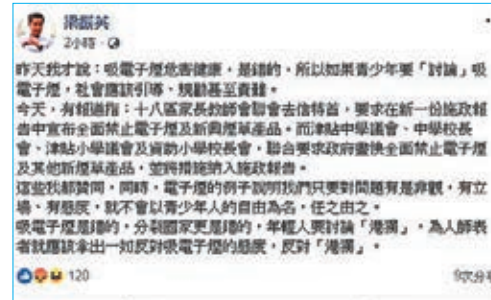 梁振英
2小時 ·
昨天我才說：吸電子煙危害健康，是錯的，所以如果青少年要「討論」吸
電子煙，社會應該引導、規勸甚至責難。
今天，有報道指：十八區家長教師會聯會去信特首，要求在新一份施政報
告中宣布全面禁止電子煙及新興煙草產品。而津貼中學議會、中學校長
會、津貼小學議會及資助小學校長會，聯合要求政府盡快全面禁止電子煙
及其他新煙草產品，並將措施納入施政報告。
這些我都贊同，同時，電子煙的例子說明我們只要對問題有是非觀，有立
場、有態度，就不會以青少年人的自由為名，任之由之。
吸電子煙是錯的，分裂國家更是錯的，年輕人要討論「港獨」，為人師表
者就應該拿出一如反對吸電子煙的態度，反對「港獨」。
120
9次分